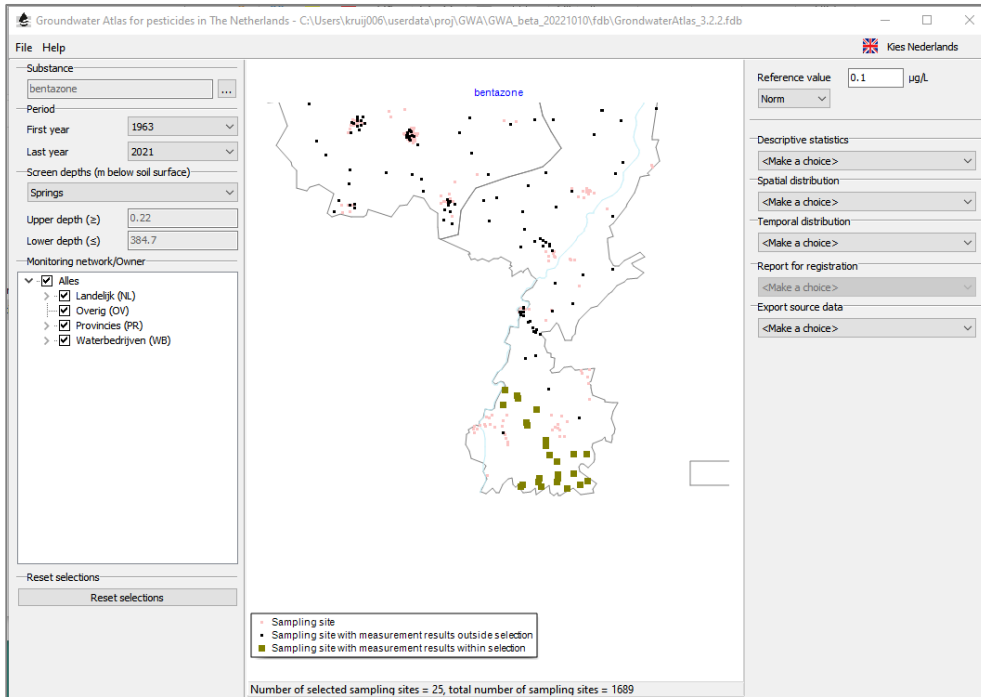 Groundwater Atlas for pesticides in The Netherlands - C:\Users\kruij006\userdata\proj\GWA\GWA_beta_20221010\fdb\GrondwaterAtlas_3.2.2.fdb
File Help
Kies Nederlands
Substance
bentazone
...
Period
First year 1963
Last year 2021
Screen depths (m below soil surface)
Springs
Upper depth (≥) 0.22
Lower depth (≤) 384.7
Monitoring network/Owner
Alles
Landelijk (NL)
Overig (OV)
Provincies (PR)
Waterbedrijven (WB)
Reset selections
Reset selections
bentazone
Sampling site
Sampling site with measurement results outside selection
Sampling site with measurement results within selection
Number of selected sampling sites = 25, total number of sampling sites = 1689
Reference value 0.1 µg/L
Norm
Descriptive statistics
<Make a choice>
Spatial distribution
<Make a choice>
Temporal distribution
<Make a choice>
Report for registration
<Make a choice>
Export source data
<Make a choice>